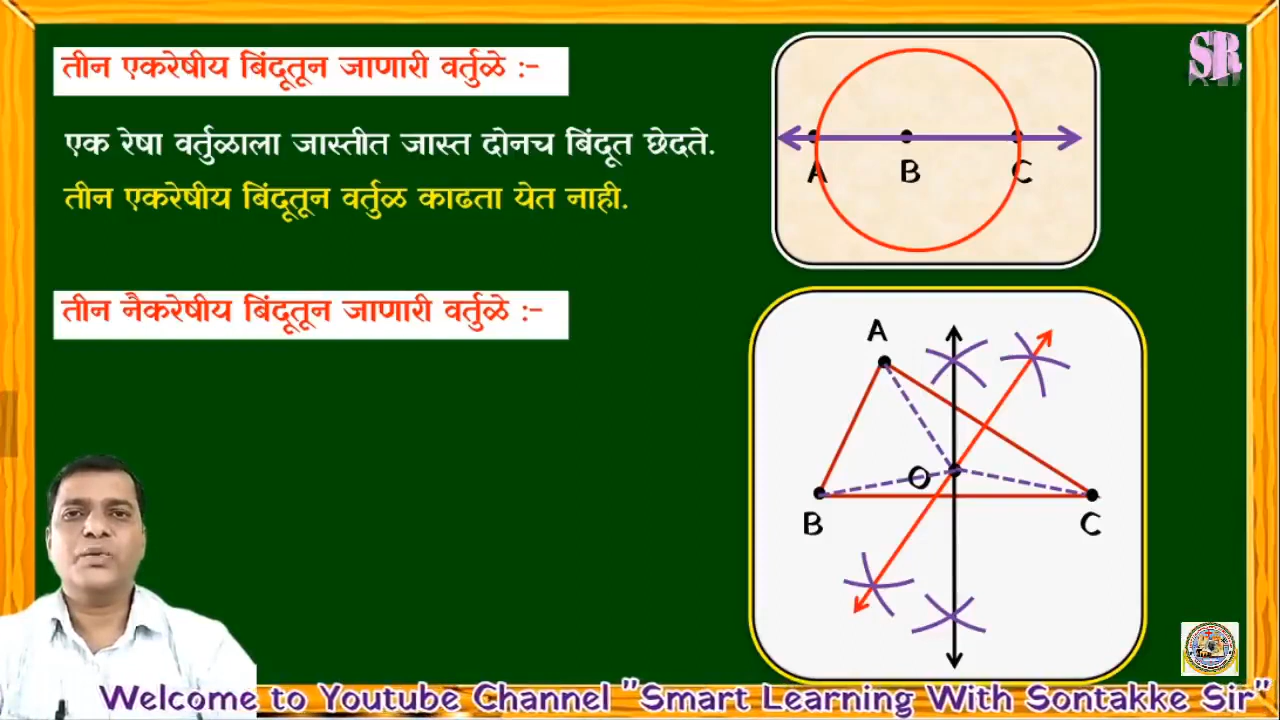 तीन एकरेषीय बिंदूतून जाणारी वर्तुळे :-
एक रेषा वर्तुळाला जास्तीत जास्त दोनच बिंदूत छेदते.
तीन एकरेषीय बिंदूतून वर्तुळ काढता येत नाही.
A B C
SR
तीन नैकरेषीय बिंदूतून जाणारी वर्तुळे :-
A
O
B C
Welcome to Youtube Channel "Smart Learning With Sontakke Sir"